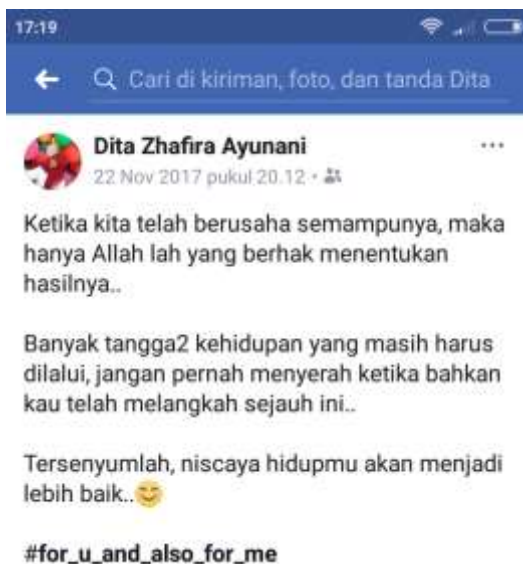 17:19
Cari di kiriman, foto, dan tanda Dita
Dita Zhafira Ayunani
22 Nov 2017 pukul 20.12
Ketika kita telah berusaha semampunya, maka
hanya Allah lah yang berhak menentukan
hasilnya..
Banyak tangga2 kehidupan yang masih harus
dilalui, jangan pernah menyerah ketika bahkan
kau telah melangkah sejauh ini..
Tersenyumlah, niscaya hidupmu akan menjadi
lebih baik..😊
#for_u_and_also_for_me